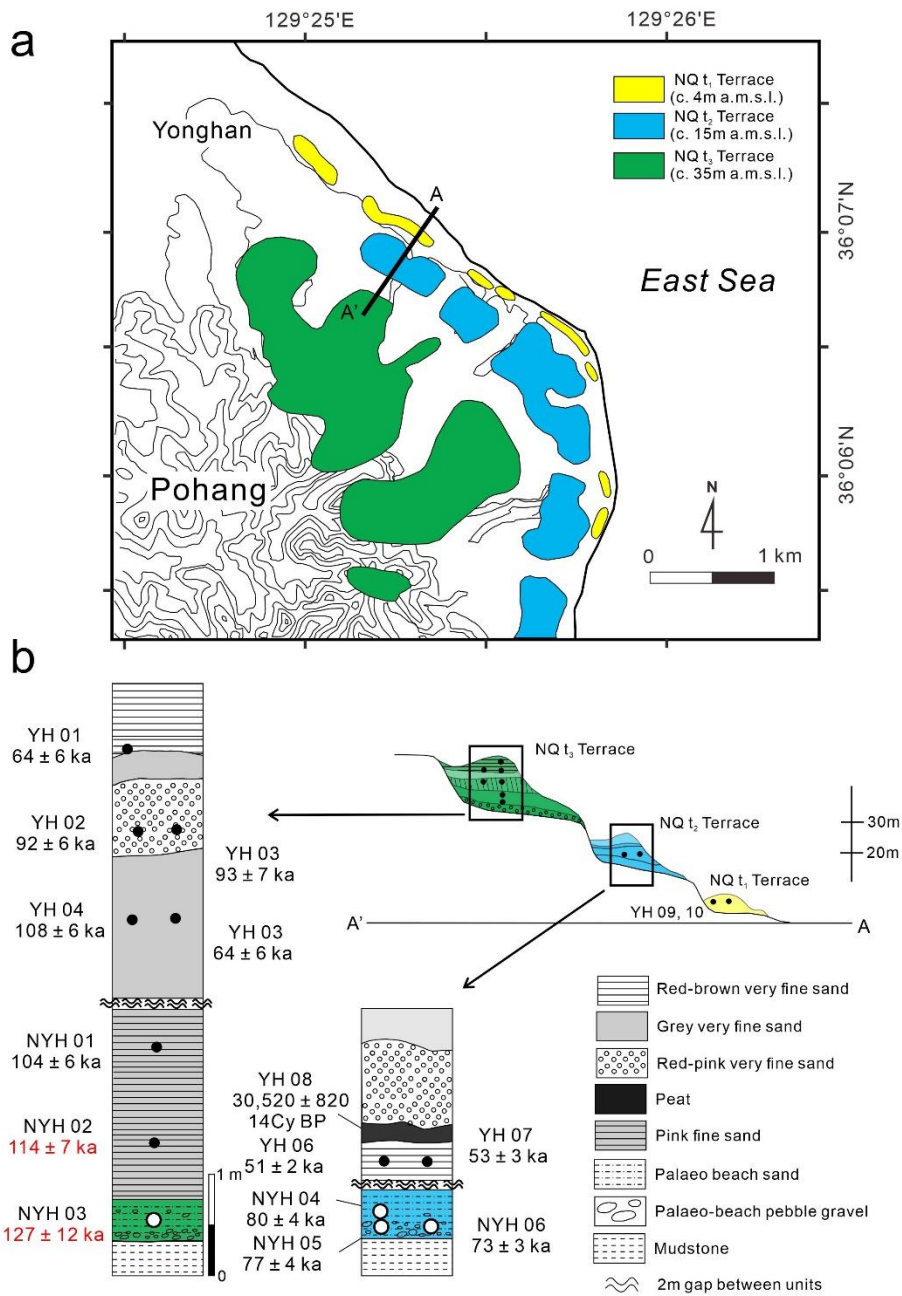 a
129°25'E
129°26'E
NQ t₁ Terrace
(c. 4m a.m.s.l.)
NQ t₂ Terrace
(c. 15m a.m.s.l.)
NQ t₃ Terrace
(c. 35m a.m.s.l.)
Yonghan
A
A'
36°07'N
East Sea
Pohang
36°06'N
N
0
1 km
b
YH 01
64 ± 6 ka
YH 02
92 ± 6 ka
YH 03
93 ± 7 ka
YH 04
108 ± 6 ka
YH 03
64 ± 6 ka
NYH 01
104 ± 6 ka
NYH 02
114 ± 7 ka
NYH 03
127 ± 12 ka
1 m
0
NQ t₃ Terrace
NQ t₂ Terrace
NQ t₁ Terrace
YH 09, 10
30m
20m
A'
A
YH 08
30,520 ± 820
14Cy BP
YH 06
51 ± 2 ka
YH 07
53 ± 3 ka
NYH 04
80 ± 4 ka
NYH 05
77 ± 4 ka
NYH 06
73 ± 3 ka
Red-brown very fine sand
Grey very fine sand
Red-pink very fine sand
Peat
Pink fine sand
Palaeo beach sand
Palaeo-beach pebble gravel
Mudstone
2m gap between units